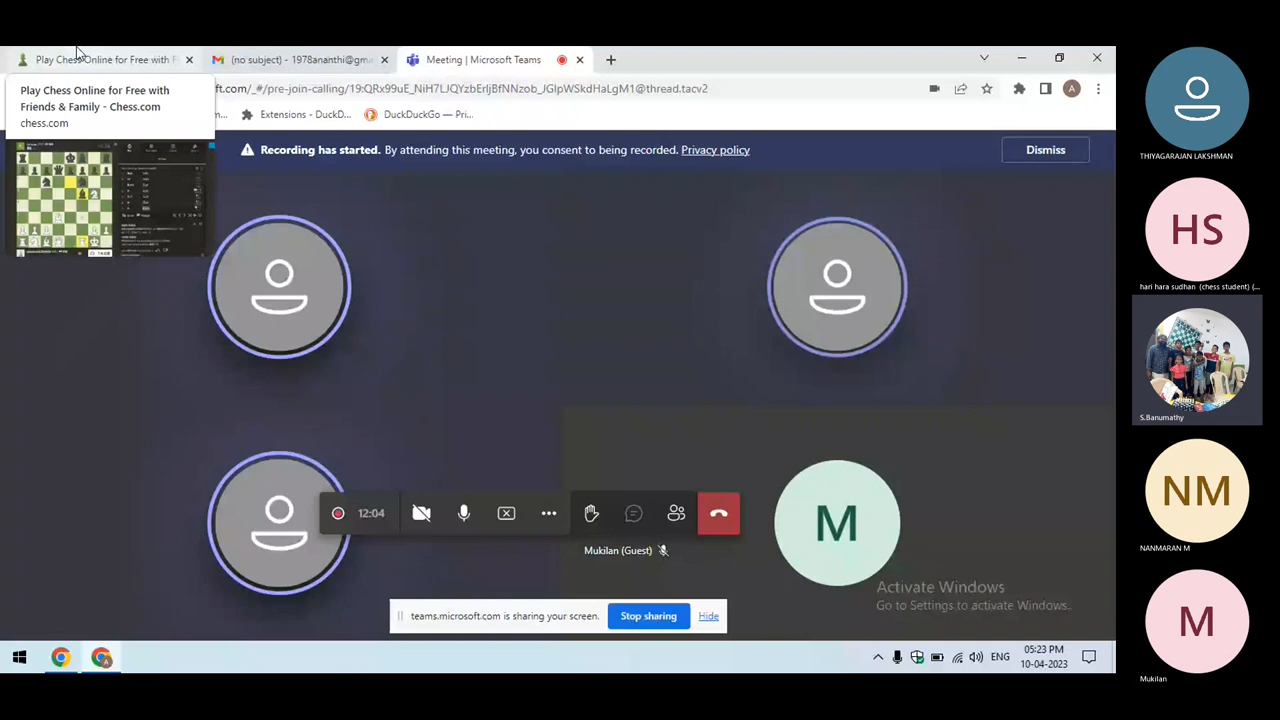 Play Chess Online for Free with F
(no subject) - 1978ananthi@gma
Meeting | Microsoft Teams
ft.com/_#/pre-join-calling/19:QRx99uE_NiH7LJQYzbErljBfNNzob_JGlpWSkdHaLgM1@thread.tacv2
Play Chess Online for Free with
Friends & Family - Chess.com
chess.com
m...
Extensions - DuckD...
DuckDuckGo — Pri...
A
Recording has started. By attending this meeting, you consent to being recorded. Privacy policy
Dismiss
12:04
M
Mukilan (Guest)
Activate Windows
Go to Settings to activate Windows.
teams.microsoft.com is sharing your screen.
Stop sharing
Hide
ENG
05:23 PM
10-04-2023
THIYAGARAJAN LAKSHMAN
HS
hari hara sudhan (chess student) (...
S.Banumathy
NM
NANMARAN M
M
Mukilan